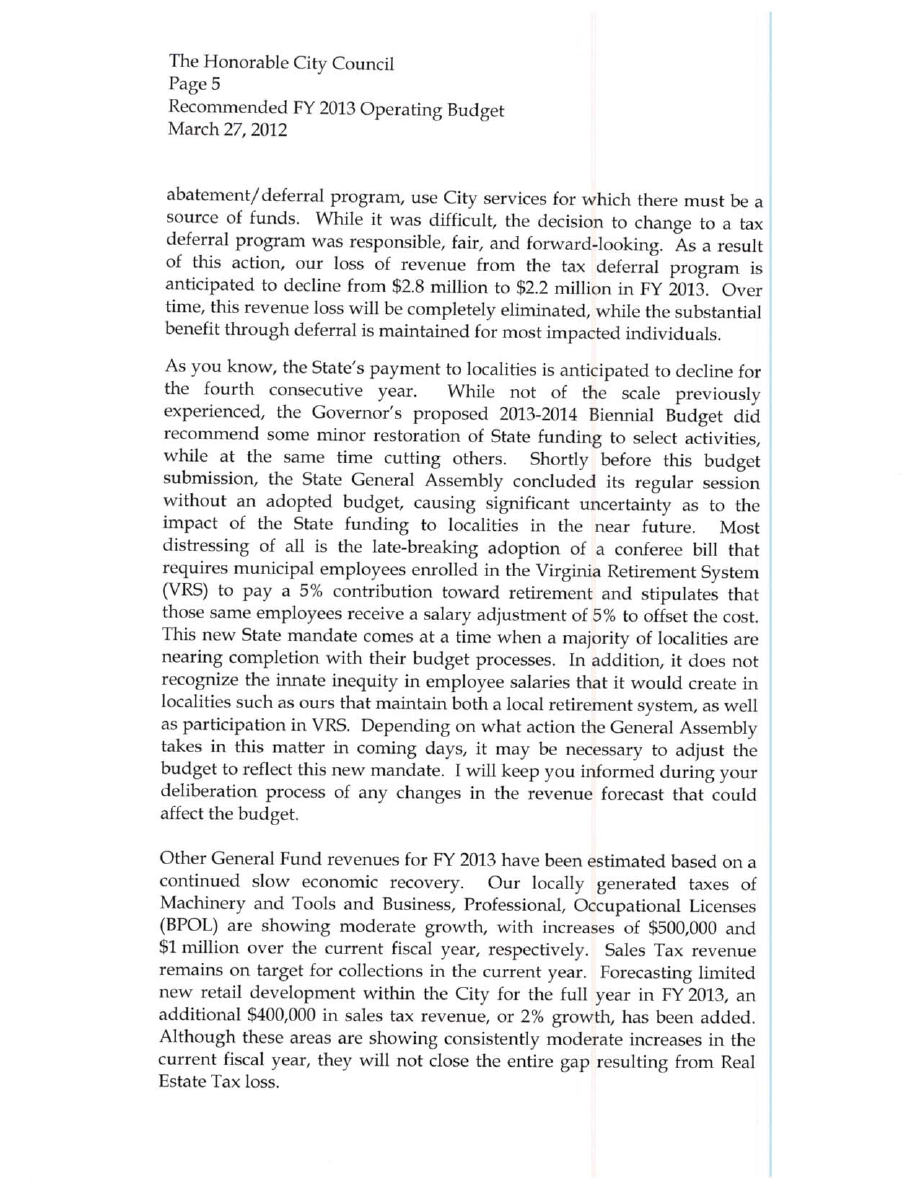 The Honorable City Council
Page 5
Recommended FY 2013 Operating Budget
March 27, 2012
abatement/deferral program, use City services for which there must be a
source of funds. While it was difficult, the decision to change to a tax
deferral program was responsible, fair, and forward-looking. As a result
of this action, our loss of revenue from the tax deferral program is
anticipated to decline from $2.8 million to $2.2 million in FY 2013. Over
time, this revenue loss will be completely eliminated, while the substantial
benefit through deferral is maintained for most impacted individuals.
As you know, the State's payment to localities is anticipated to decline for
the fourth consecutive year. While not of the scale previously
experienced, the Governor's proposed 2013-2014 Biennial Budget did
recommend some minor restoration of State funding to select activities,
while at the same time cutting others. Shortly before this budget
submission, the State General Assembly concluded its regular session
without an adopted budget, causing significant uncertainty as to the
impact of the State funding to localities in the near future. Most
distressing of all is the late-breaking adoption of a conferee bill that
requires municipal employees enrolled in the Virginia Retirement System
(VRS) to pay a 5% contribution toward retirement and stipulates that
those same employees receive a salary adjustment of 5% to offset the cost.
This new State mandate comes at a time when a majority of localities are
nearing completion with their budget processes. In addition, it does not
recognize the innate inequity in employee salaries that it would create in
localities such as ours that maintain both a local retirement system, as well
as participation in VRS. Depending on what action the General Assembly
takes in this matter in coming days, it may be necessary to adjust the
budget to reflect this new mandate. I will keep you informed during your
deliberation process of any changes in the revenue forecast that could
affect the budget.
Other General Fund revenues for FY 2013 have been estimated based on a
continued slow economic recovery. Our locally generated taxes of
Machinery and Tools and Business, Professional, Occupational Licenses
(BPOL) are showing moderate growth, with increases of $500,000 and
$1 million over the current fiscal year, respectively. Sales Tax revenue
remains on target for collections in the current year. Forecasting limited
new retail development within the City for the full year in FY 2013, an
additional $400,000 in sales tax revenue, or 2% growth, has been added.
Although these areas are showing consistently moderate increases in the
current fiscal year, they will not close the entire gap resulting from Real
Estate Tax loss.